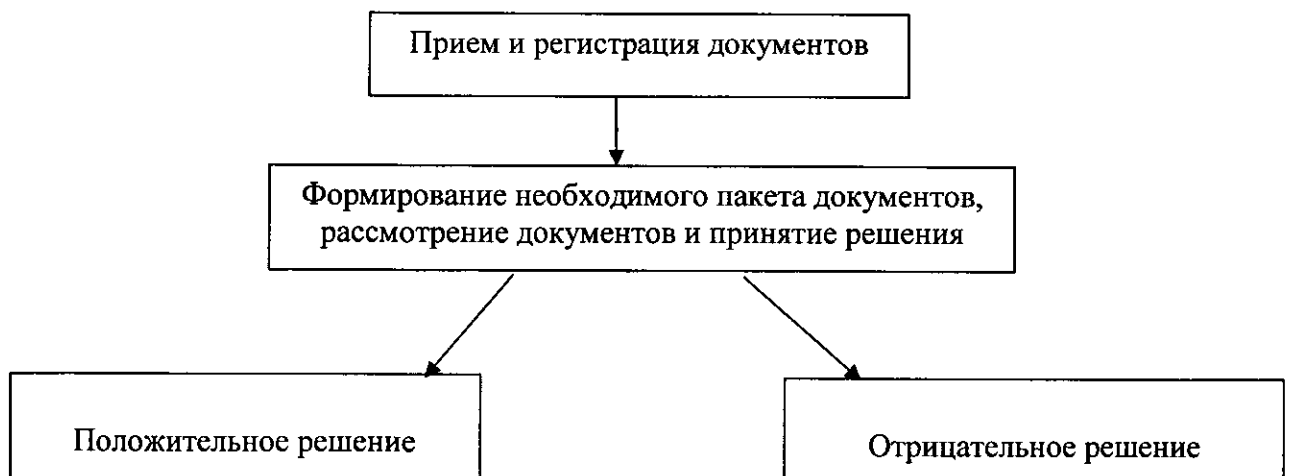 Прием и регистрация документов
Формирование необходимого пакета документов,
рассмотрение документов и принятие решения
Положительное решение
Отрицательное решение